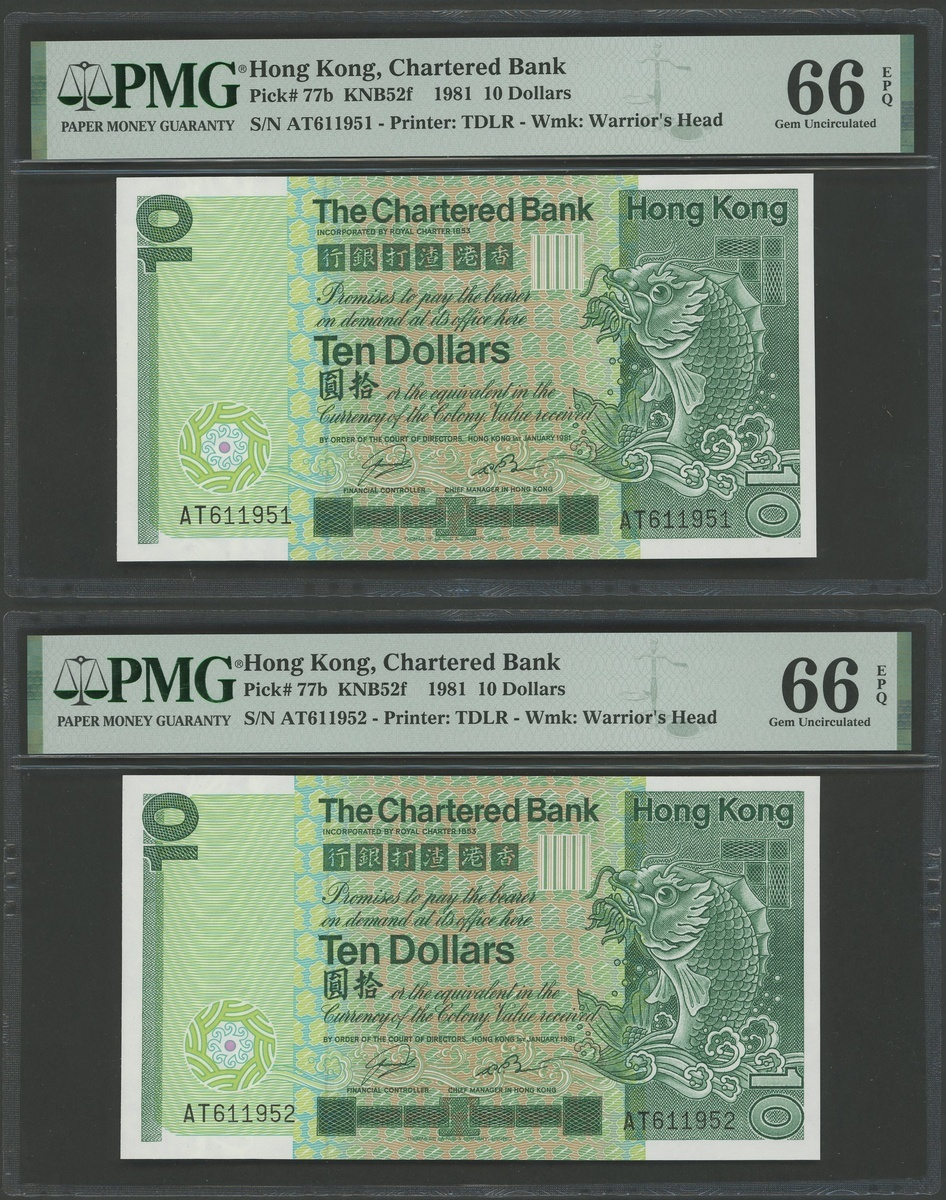 PMG® Hong Kong, Chartered Bank 66 EPQ
Pick# 77b KNB52f 1981 10 Dollars
PAPER MONEY GUARANTY S/N AT611951 - Printer: TDLR - Wmk: Warrior's Head Gem Uncirculated
10
The Chartered Bank Hong Kong
INCORPORATED BY ROYAL CHARTER 1853
行銀打渣港香
Promises to pay the bearer
on demand at its office here
Ten Dollars
圓拾 or the equivalent in the
Currency of the Colony, Value received
BY ORDER OF THE COURT OF DIRECTORS, HONG KONG 1ST JANUARY 1981
FINANCIAL CONTROLLER CHIEF MANAGER IN HONG KONG
AT611951 AT611951 10
PMG® Hong Kong, Chartered Bank 66 EPQ
Pick# 77b KNB52f 1981 10 Dollars
PAPER MONEY GUARANTY S/N AT611952 - Printer: TDLR - Wmk: Warrior's Head Gem Uncirculated
10
The Chartered Bank Hong Kong
INCORPORATED BY ROYAL CHARTER 1853
行銀打渣港香
Promises to pay the bearer
on demand at its office here
Ten Dollars
圓拾 or the equivalent in the
Currency of the Colony, Value received
BY ORDER OF THE COURT OF DIRECTORS, HONG KONG 1ST JANUARY 1981
FINANCIAL CONTROLLER CHIEF MANAGER IN HONG KONG
AT611952 AT611952 10